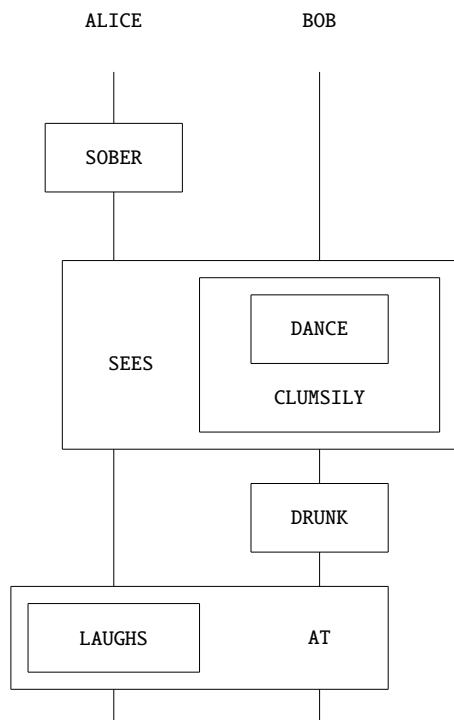 ALICE BOB
SOBER
DANCE
SEES
CLUMSILY
DRUNK
LAUGHS AT